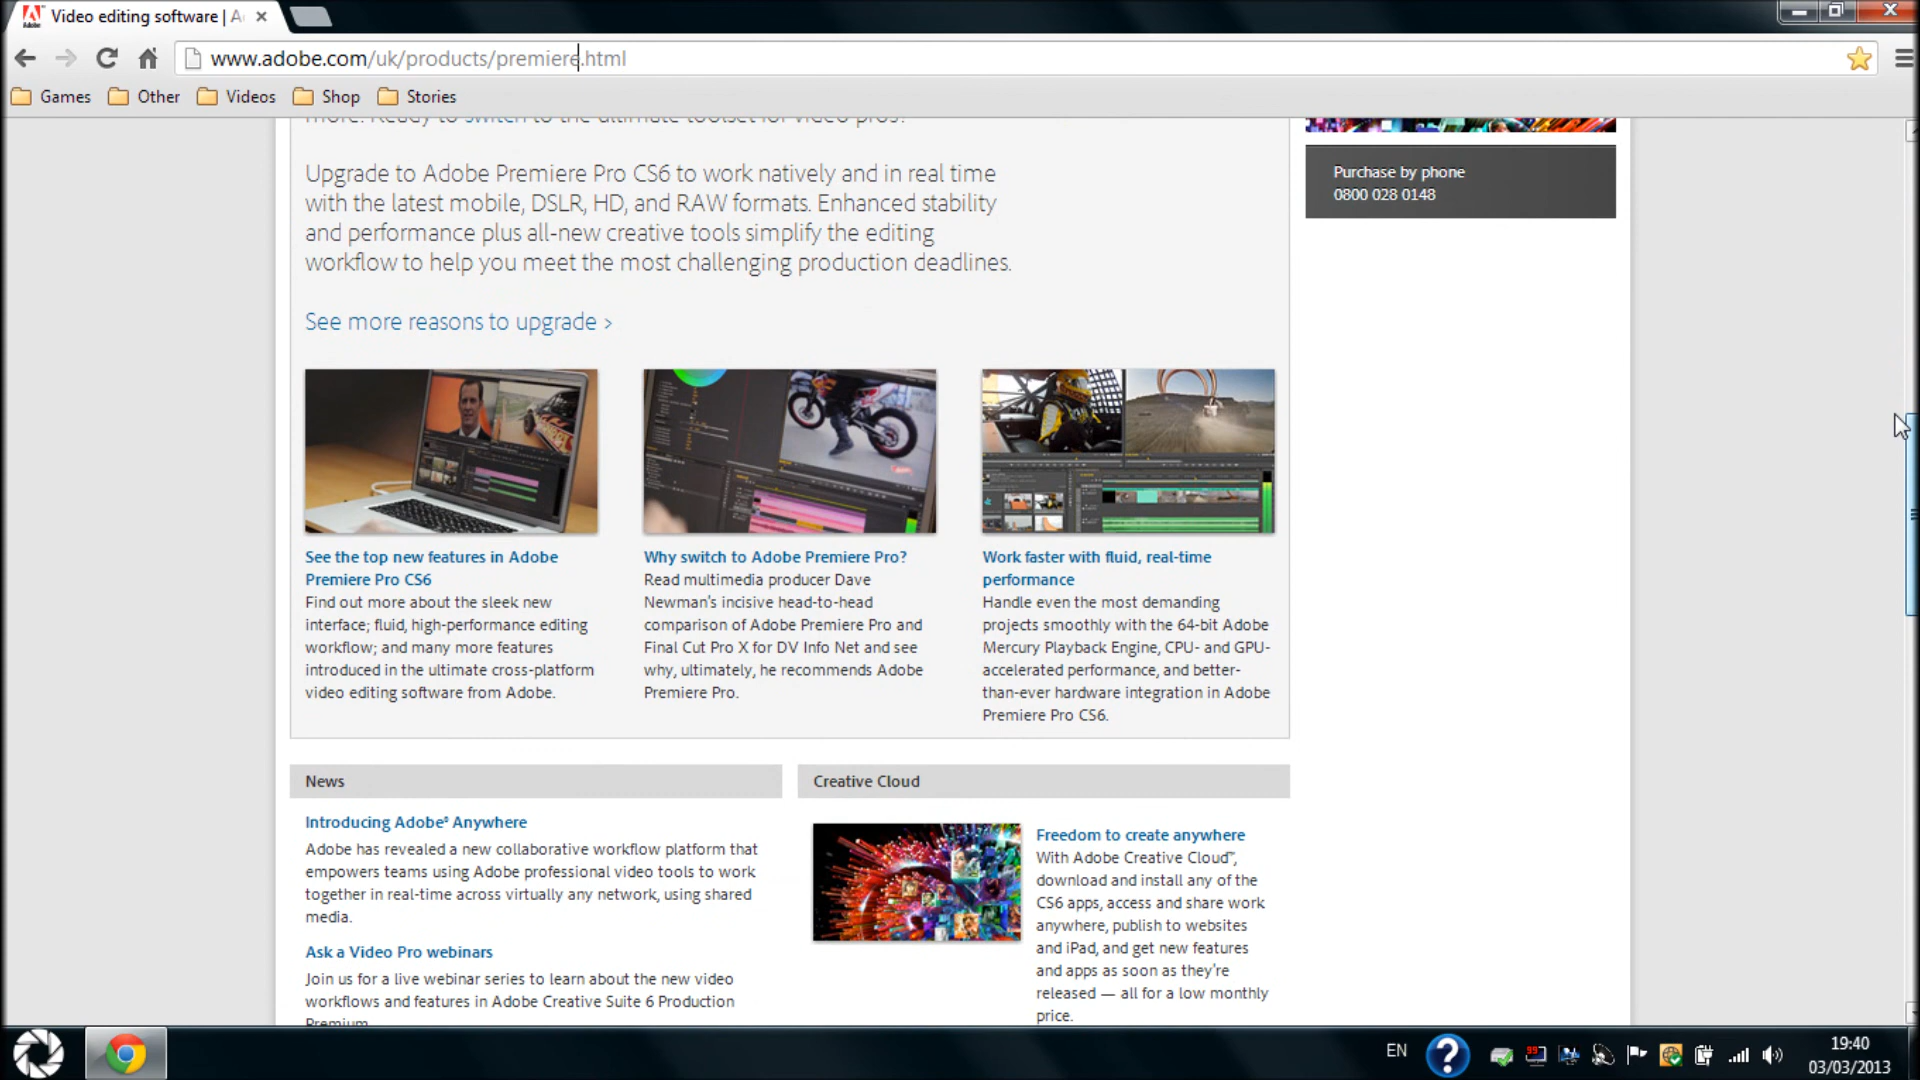 Video editing software | A
www.adobe.com/uk/products/premiere.html
Games Other Videos Shop Stories
more. Ready to switch to the ultimate toolset for video pros?
Upgrade to Adobe Premiere Pro CS6 to work natively and in real time
with the latest mobile, DSLR, HD, and RAW formats. Enhanced stability
and performance plus all-new creative tools simplify the editing
workflow to help you meet the most challenging production deadlines.
See more reasons to upgrade >
Purchase by phone
0800 028 0148
See the top new features in Adobe
Premiere Pro CS6
Find out more about the sleek new
interface; fluid, high-performance editing
workflow; and many more features
introduced in the ultimate cross-platform
video editing software from Adobe.
Why switch to Adobe Premiere Pro?
Read multimedia producer Dave
Newman's incisive head-to-head
comparison of Adobe Premiere Pro and
Final Cut Pro X for DV Info Net and see
why, ultimately, he recommends Adobe
Premiere Pro.
Work faster with fluid, real-time
performance
Handle even the most demanding
projects smoothly with the 64-bit Adobe
Mercury Playback Engine, CPU- and GPU-
accelerated performance, and better-
than-ever hardware integration in Adobe
Premiere Pro CS6.
News
Introducing Adobe® Anywhere
Adobe has revealed a new collaborative workflow platform that
empowers teams using Adobe professional video tools to work
together in real-time across virtually any network, using shared
media.
Ask a Video Pro webinars
Join us for a live webinar series to learn about the new video
workflows and features in Adobe Creative Suite 6 Production
Premium.
Creative Cloud
Freedom to create anywhere
With Adobe Creative Cloud™,
download and install any of the
CS6 apps, access and share work
anywhere, publish to websites
and iPad, and get new features
and apps as soon as they're
released — all for a low monthly
price.
EN
19:40
03/03/2013